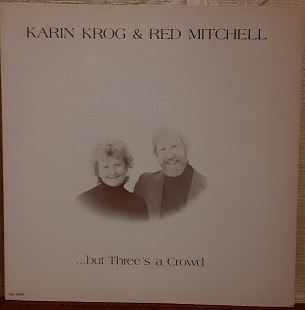 KARIN KROG & RED MITCHELL
...but Three's a Crowd